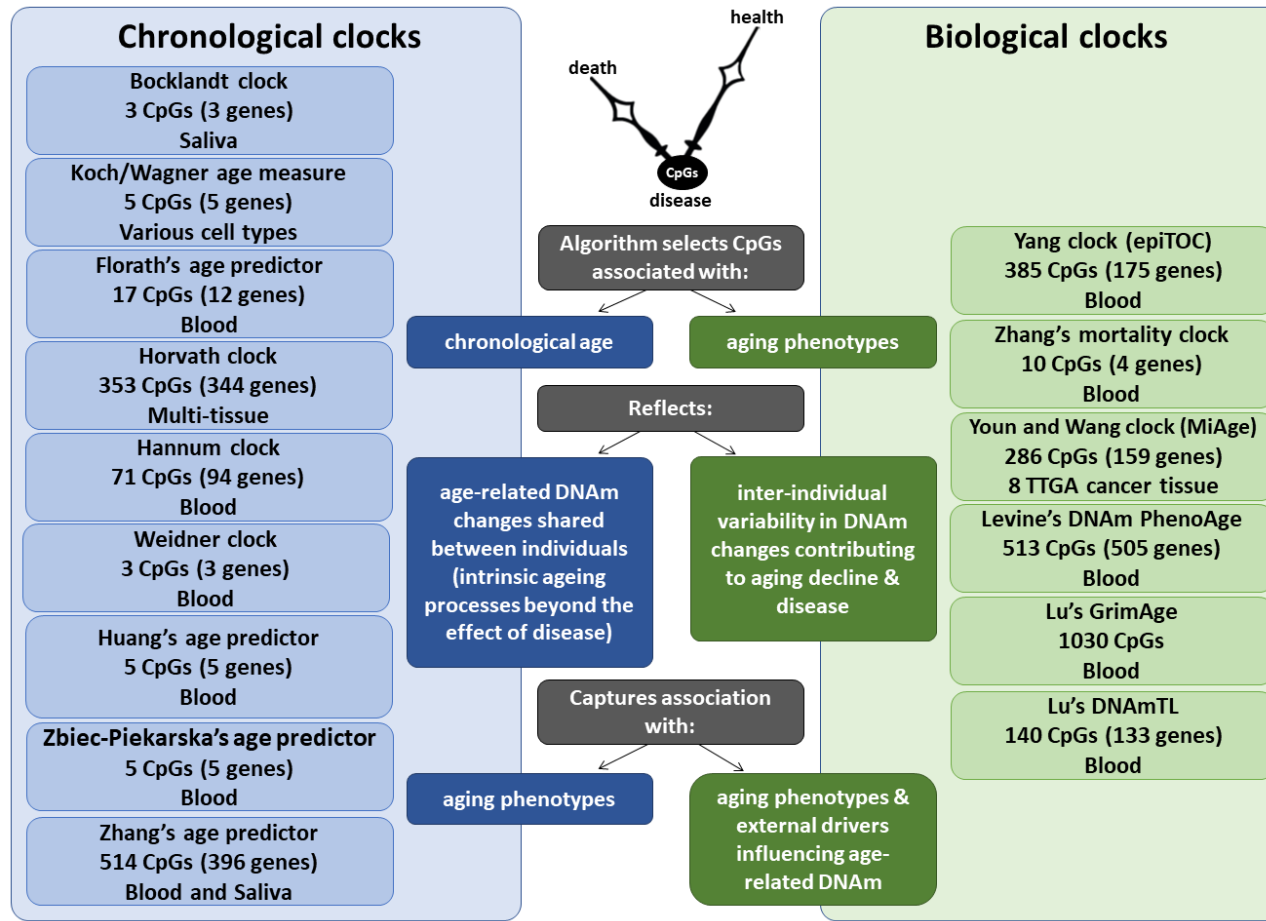 Chronological clocks
Bocklandt clock
3 CpGs (3 genes)
Saliva
Koch/Wagner age measure
5 CpGs (5 genes)
Various cell types
Florath's age predictor
17 CpGs (12 genes)
Blood
Horvath clock
353 CpGs (344 genes)
Multi-tissue
Hannum clock
71 CpGs (94 genes)
Blood
Weidner clock
3 CpGs (3 genes)
Blood
Huang's age predictor
5 CpGs (5 genes)
Blood
Zbiec-Piekarska's age predictor
5 CpGs (5 genes)
Blood
Zhang's age predictor
514 CpGs (396 genes)
Blood and Saliva
health
death
CpGs
disease
Algorithm selects CpGs
associated with:
chronological age
aging phenotypes
Reflects:
age-related DNAm
changes shared
between individuals
(intrinsic ageing
processes beyond the
effect of disease)
inter-individual
variability in DNAm
changes contributing
to aging decline &
disease
Captures association
with:
aging phenotypes
aging phenotypes &
external drivers
influencing age-
related DNAm
Biological clocks
Yang clock (epiTOC)
385 CpGs (175 genes)
Blood
Zhang's mortality clock
10 CpGs (4 genes)
Blood
Youn and Wang clock (MiAge)
286 CpGs (159 genes)
8 TTGA cancer tissue
Levine's DNAm PhenoAge
513 CpGs (505 genes)
Blood
Lu's GrimAge
1030 CpGs
Blood
Lu's DNAmTL
140 CpGs (133 genes)
Blood